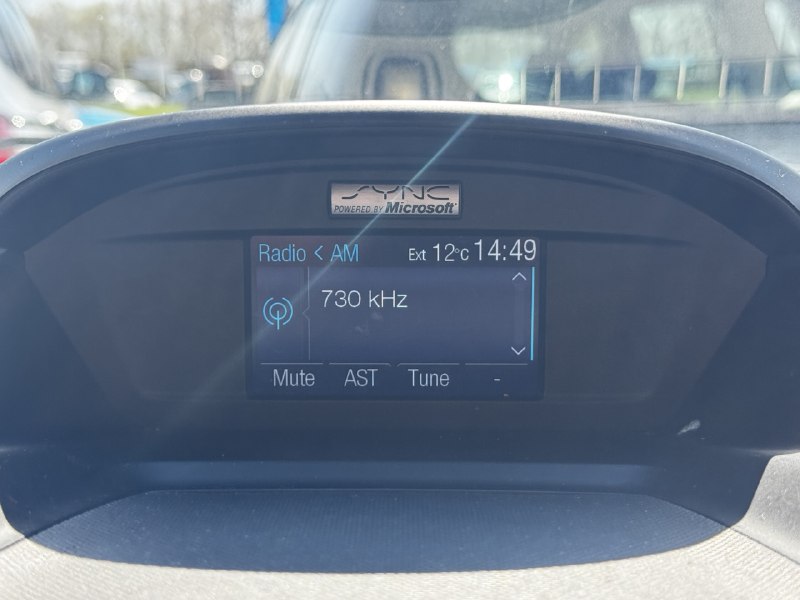 SYNC
POWERED BY Microsoft
Radio < AM Ext 12°C 14:49
730 kHz
Mute AST Tune -